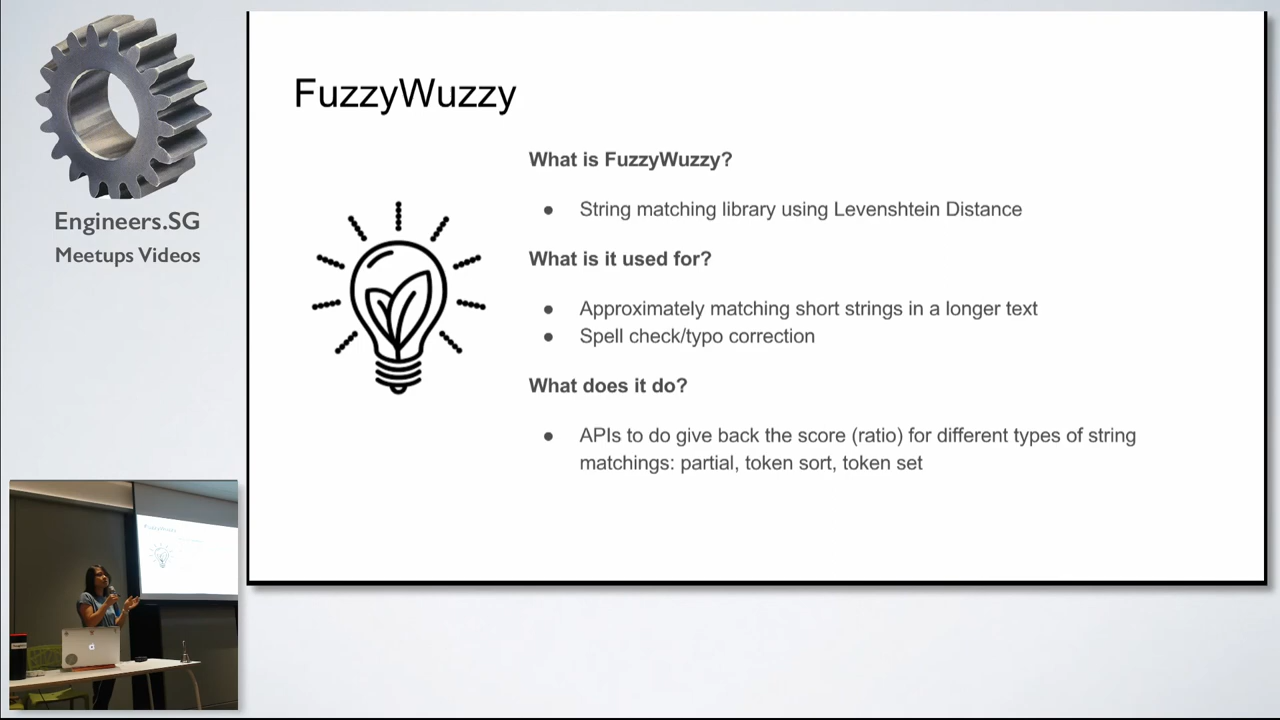 Engineers.SG
Meetups Videos
FuzzyWuzzy
What is FuzzyWuzzy?
● String matching library using Levenshtein Distance
What is it used for?
● Approximately matching short strings in a longer text
● Spell check/typo correction
What does it do?
● APIs to do give back the score (ratio) for different types of string
matchings: partial, token sort, token set
FuzzyWuzzy